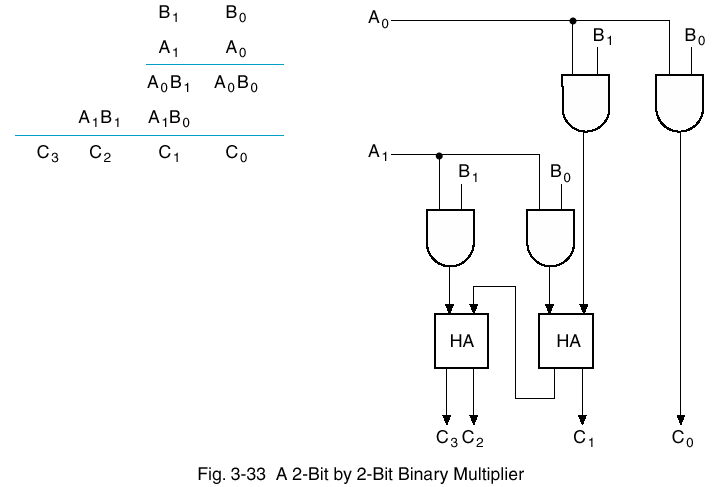 B₁ B₀
A₁ A₀
A₀B₁ A₀B₀
A₁B₁ A₁B₀
C₃ C₂ C₁ C₀
A₀
B₁ B₀
A₁
B₁ B₀
HA HA
C₃ C₂ C₁ C₀
Fig. 3-33 A 2-Bit by 2-Bit Binary Multiplier